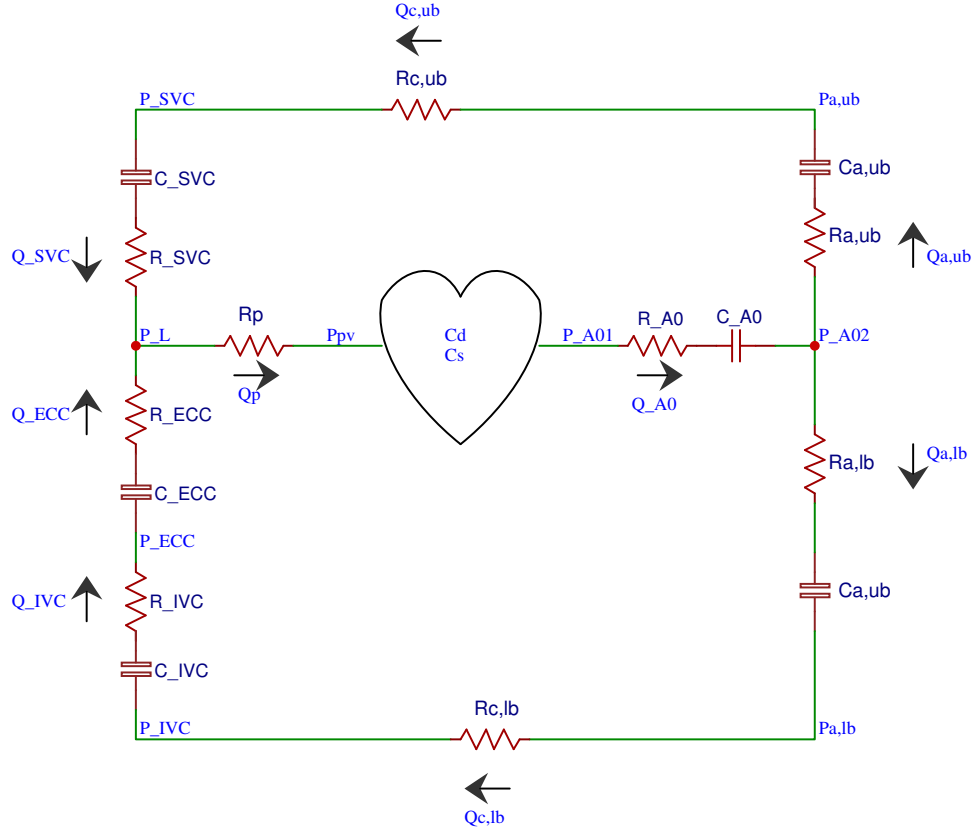 Qc,ub
Rc,ub
P_SVC
Pa,ub
C_SVC
Ca,ub
Q_SVC
R_SVC
Ra,ub
Qa,ub
P_L
Rp
Ppv
Cd
Cs
P_A01
R_A0
C_A0
P_A02
Qp
Q_A0
Q_ECC
R_ECC
Ra,lb
Qa,lb
C_ECC
P_ECC
Ca,ub
Q_IVC
R_IVC
C_IVC
P_IVC
Rc,lb
Pa,lb
Qc,lb